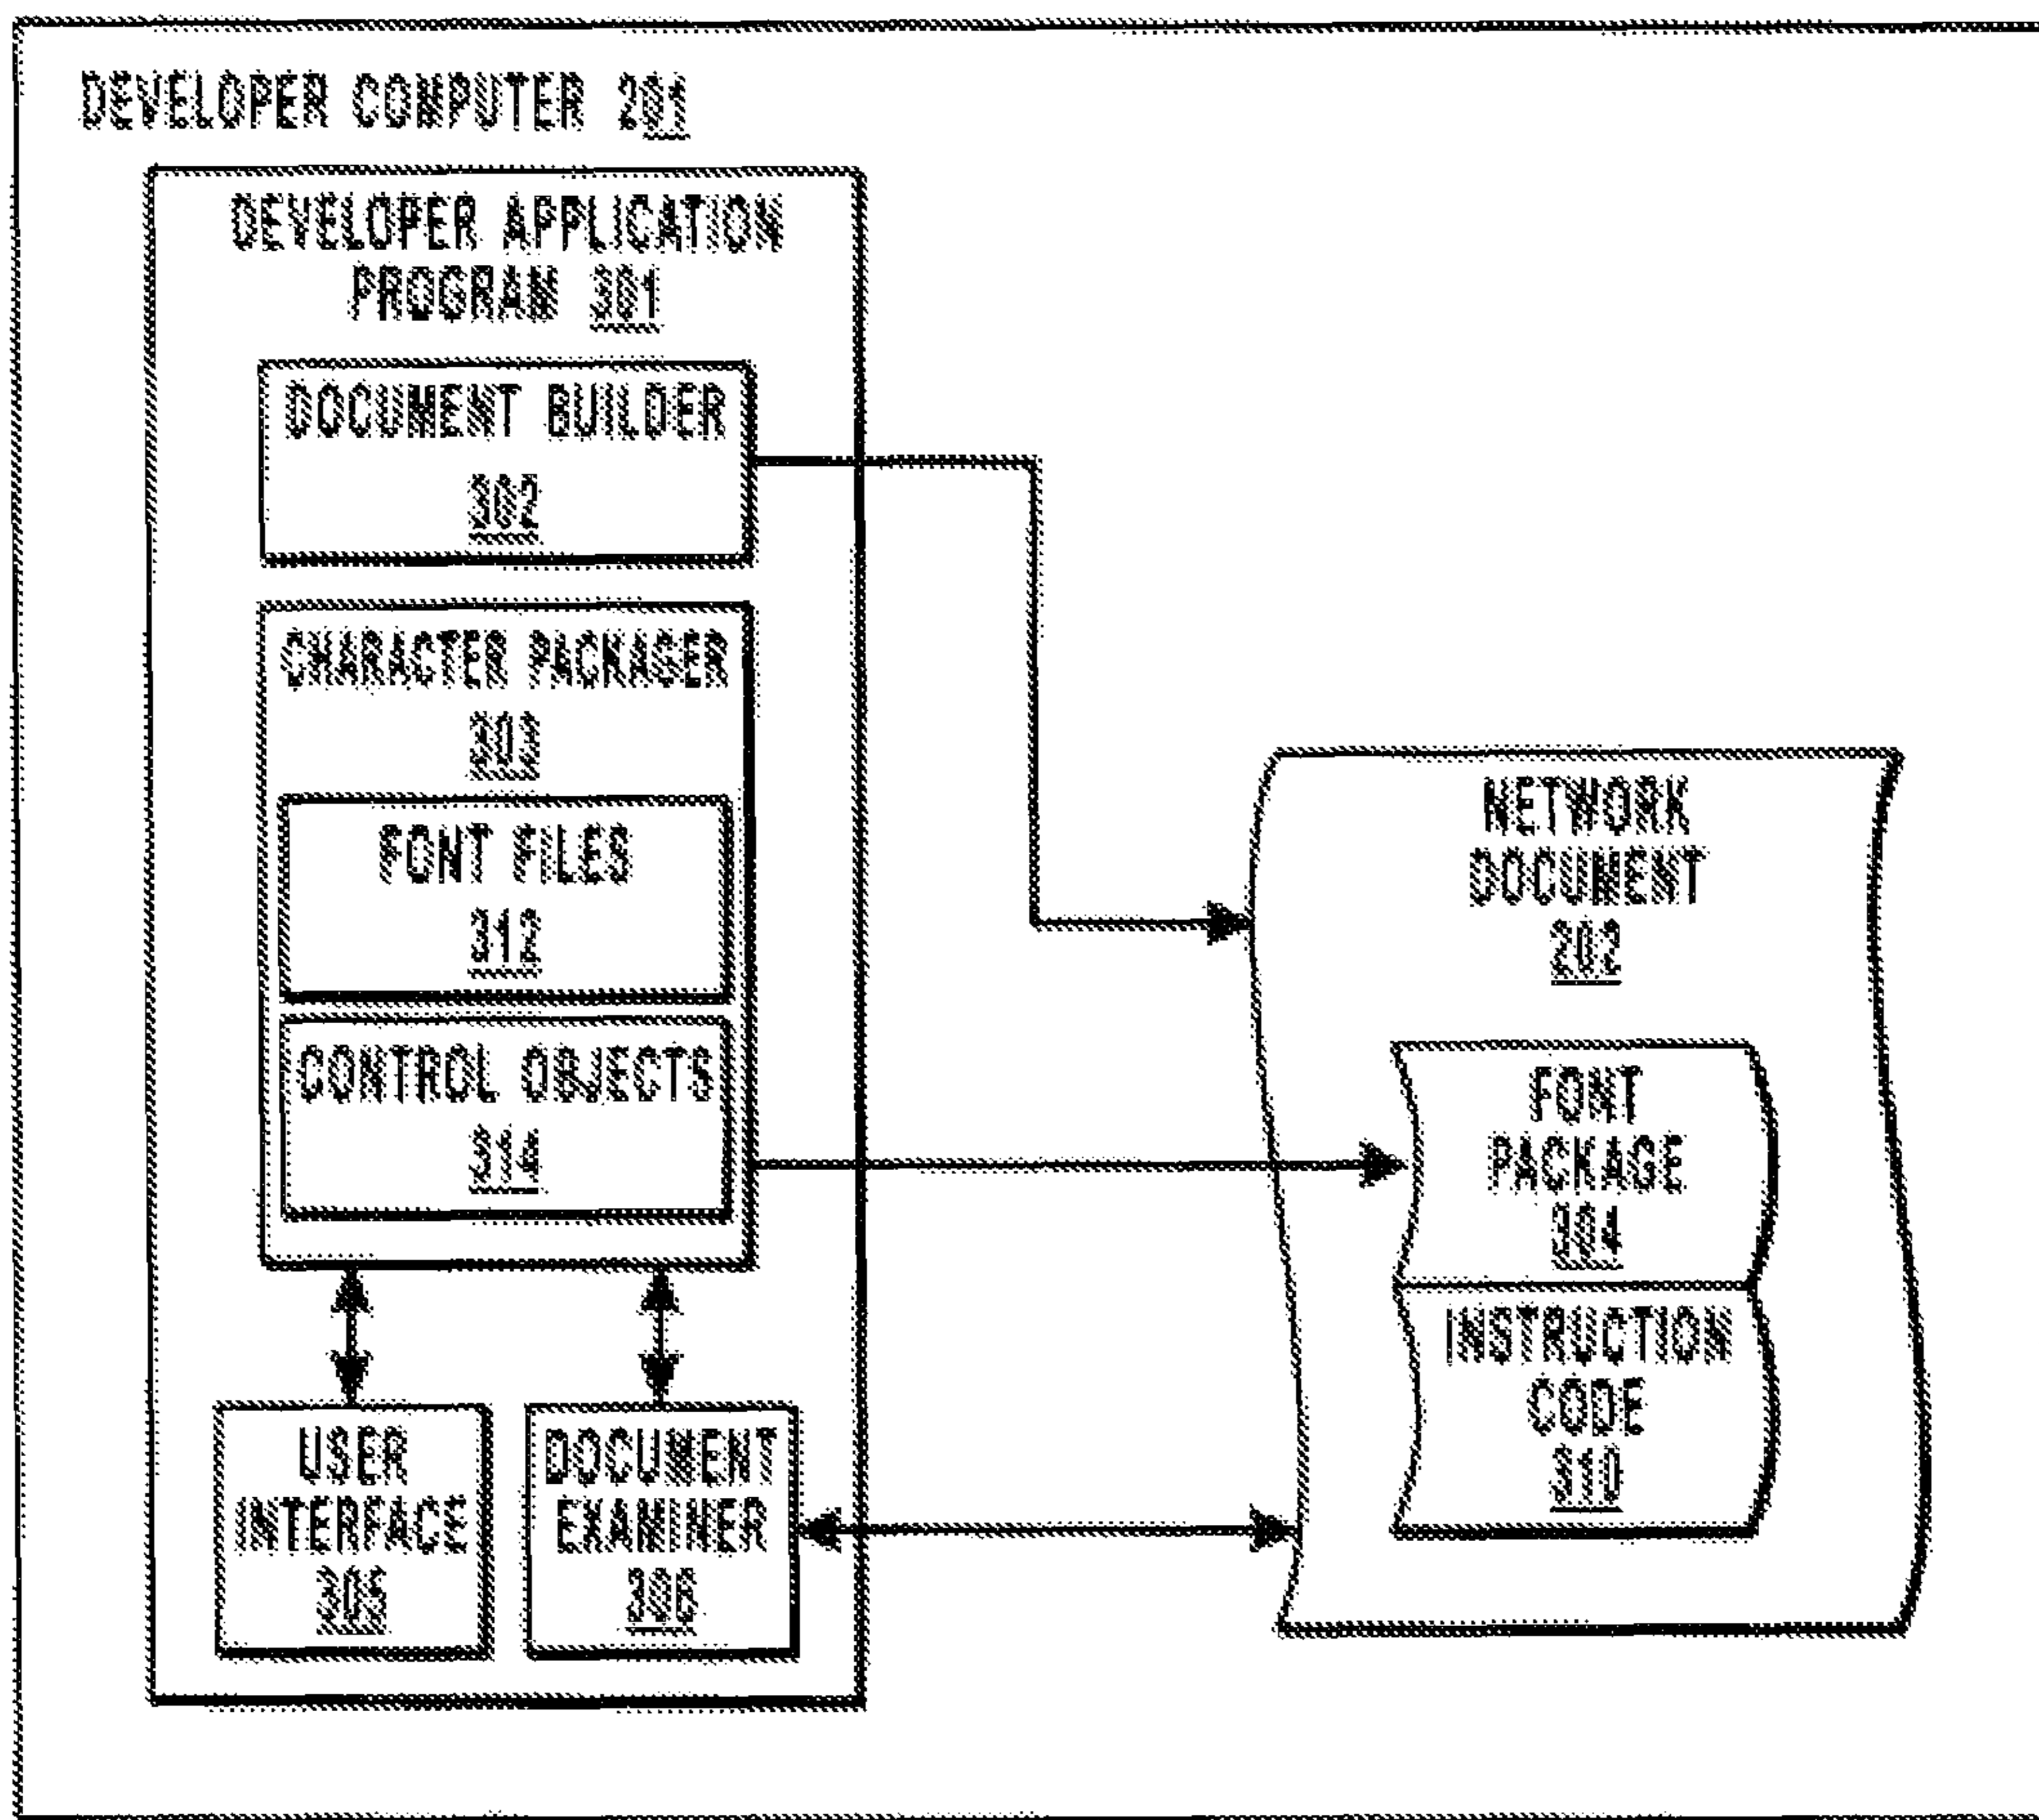 DEVELOPER COMPUTER 201
DEVELOPER APPLICATION
PROGRAM 301
DOCUMENT BUILDER
302
CHARACTER PACKAGER
303
FONT FILES
312
CONTROL OBJECTS
314
USER
INTERFACE
305
DOCUMENT
EXAMINER
306
NETWORK
DOCUMENT
202
FONT
PACKAGE
304
INSTRUCTION
CODE
310